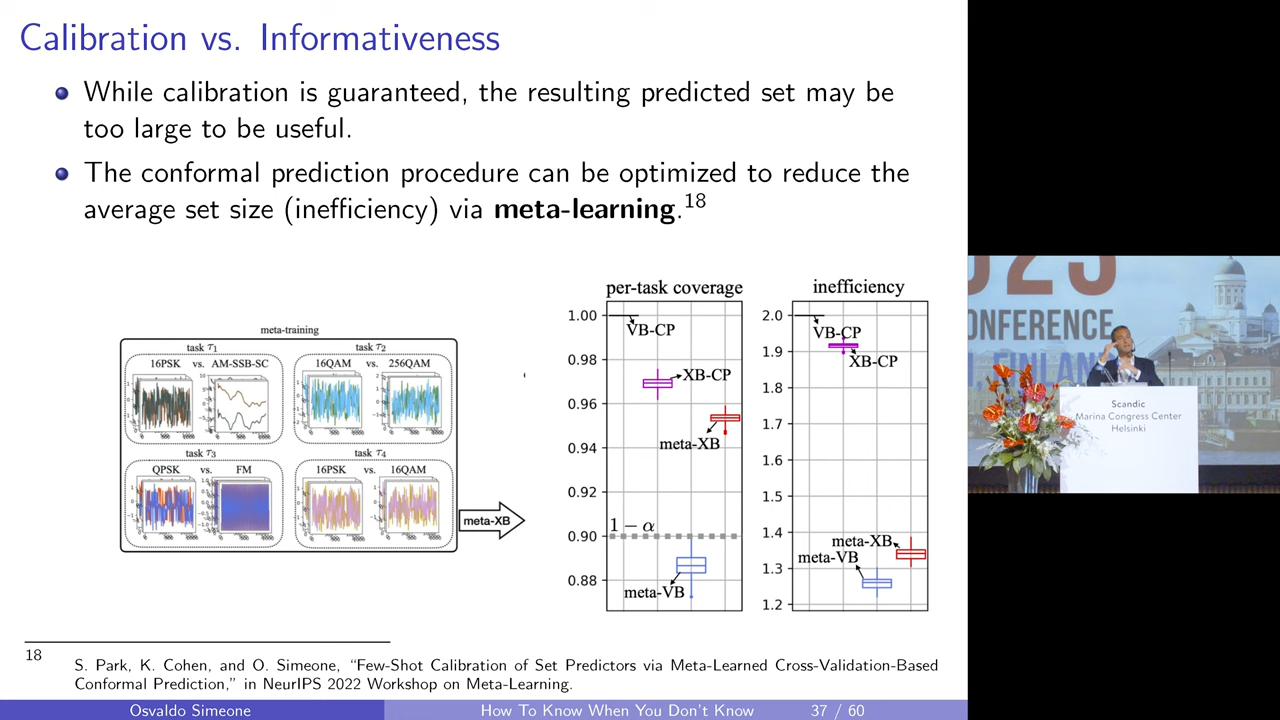 Calibration vs. Informativeness
While calibration is guaranteed, the resulting predicted set may be
too large to be useful.
The conformal prediction procedure can be optimized to reduce the
average set size (inefficiency) via meta-learning.18
meta-training
task τ1
16PSK vs. AM-SSB-SC
task τ2
16QAM vs. 256QAM
task τ3
QPSK vs. FM
task τ4
16PSK vs. 16QAM
meta-XB
per-task coverage
1.00
0.98
0.96
0.94
0.92
0.90
0.88
VB-CP
XB-CP
meta-XB
1 − α
meta-VB
inefficiency
2.0
1.9
1.8
1.7
1.6
1.5
1.4
1.3
1.2
VB-CP
XB-CP
meta-XB
meta-VB
18
S. Park, K. Cohen, and O. Simeone, “Few-Shot Calibration of Set Predictors via Meta-Learned Cross-Validation-Based
Conformal Prediction,” in NeurIPS 2022 Workshop on Meta-Learning.
Osvaldo Simeone
How To Know When You Don't Know
37 / 60
2023
ONFERENCE
FINLAND
Scandic
Marina Congress Center
Helsinki